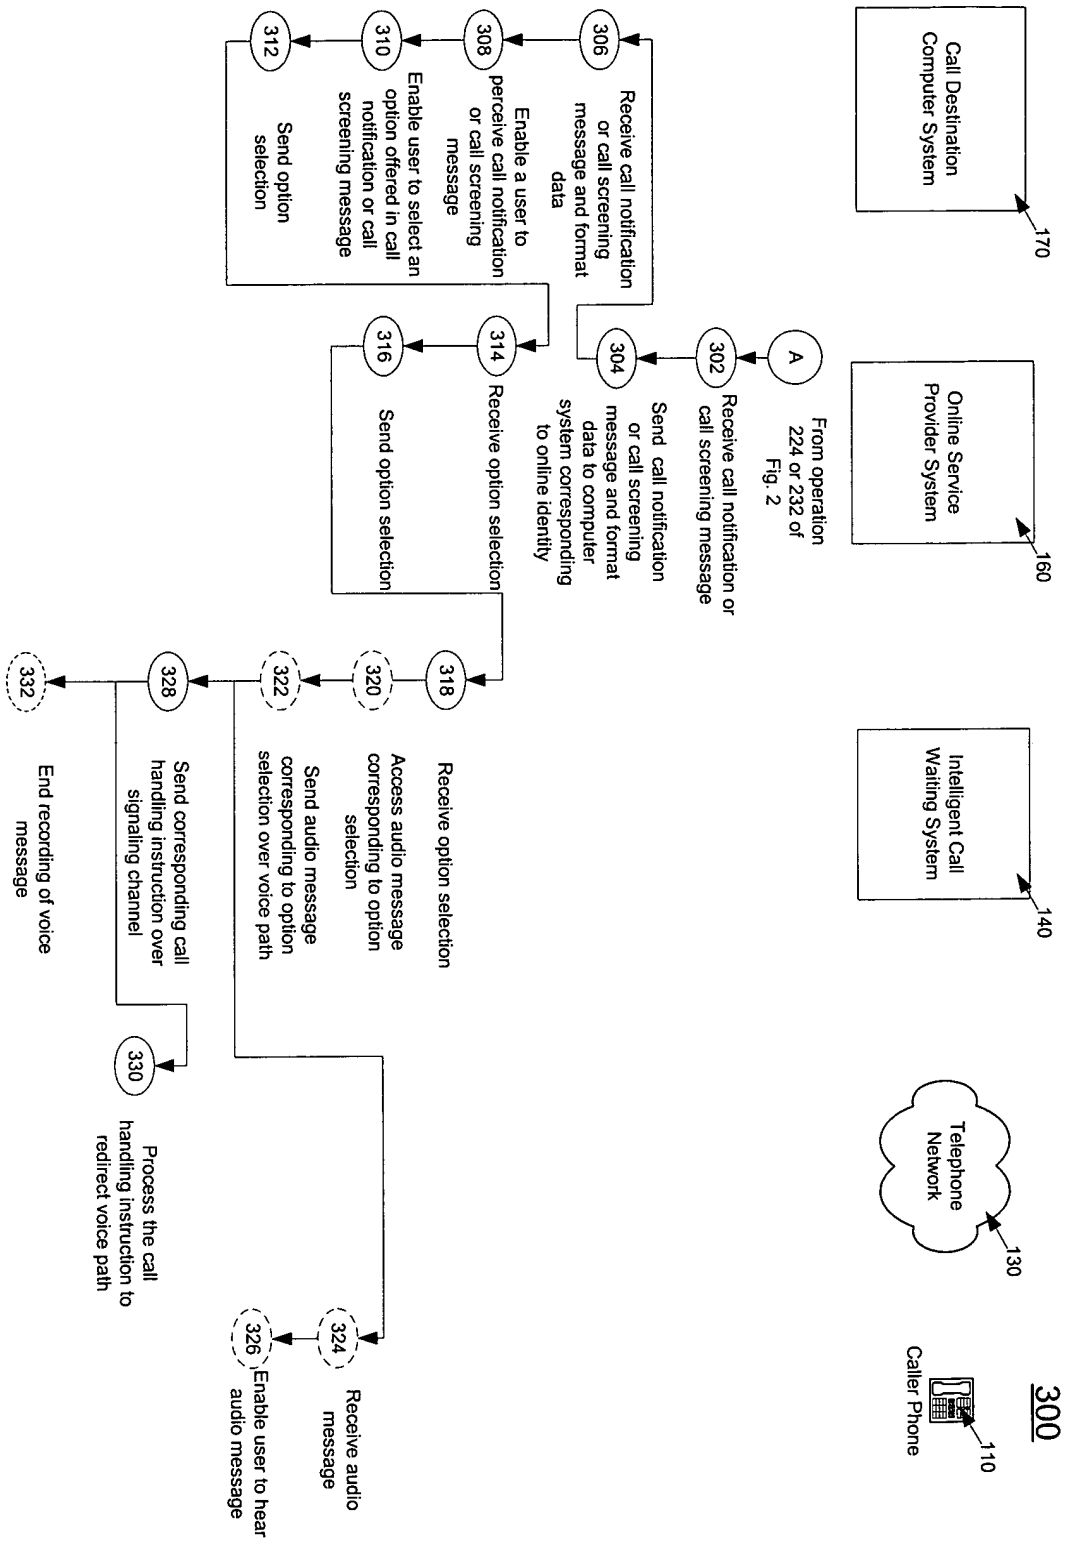 300
Call Destination
Computer System
170
Online Service
Provider System
160
Intelligent Call
Waiting System
140
Telephone
Network
130
Caller Phone
110
A
From operation
224 or 232 of
Fig. 2
302
Receive call notification or
call screening message
304
Send call notification
or call screening
message and format
data to computer
system corresponding
to online identity
306
Receive call notification
or call screening
message and format
data
308
Enable a user to
perceive call notification
or call screening
message
310
Enable user to select an
option offered in call
notification or call
screening message
312
Send option
selection
314
Receive option selection
316
Send option selection
318
Receive option selection
320
Access audio message
corresponding to option
selection
322
Send audio message
corresponding to option
selection over voice path
324
Receive audio
message
326
Enable user to hear
audio message
328
Send corresponding call
handling instruction over
signaling channel
330
Process the call
handling instruction to
redirect voice path
332
End recording of voice
message